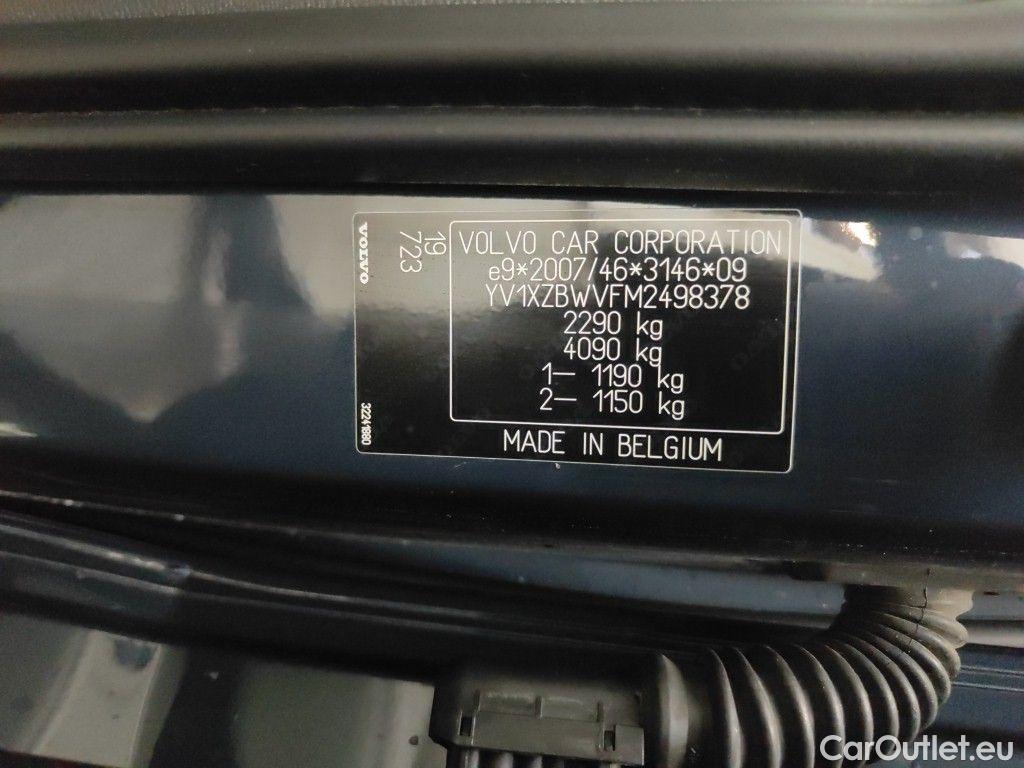 VOLVO
19
723
32241880
VOLVO CAR CORPORATION
e9*2007/46*3146*09
YV1XZBWVFM2498378
2290 kg
4090 kg
1— 1190 kg
2— 1150 kg
MADE IN BELGIUM
CarOutlet.eu